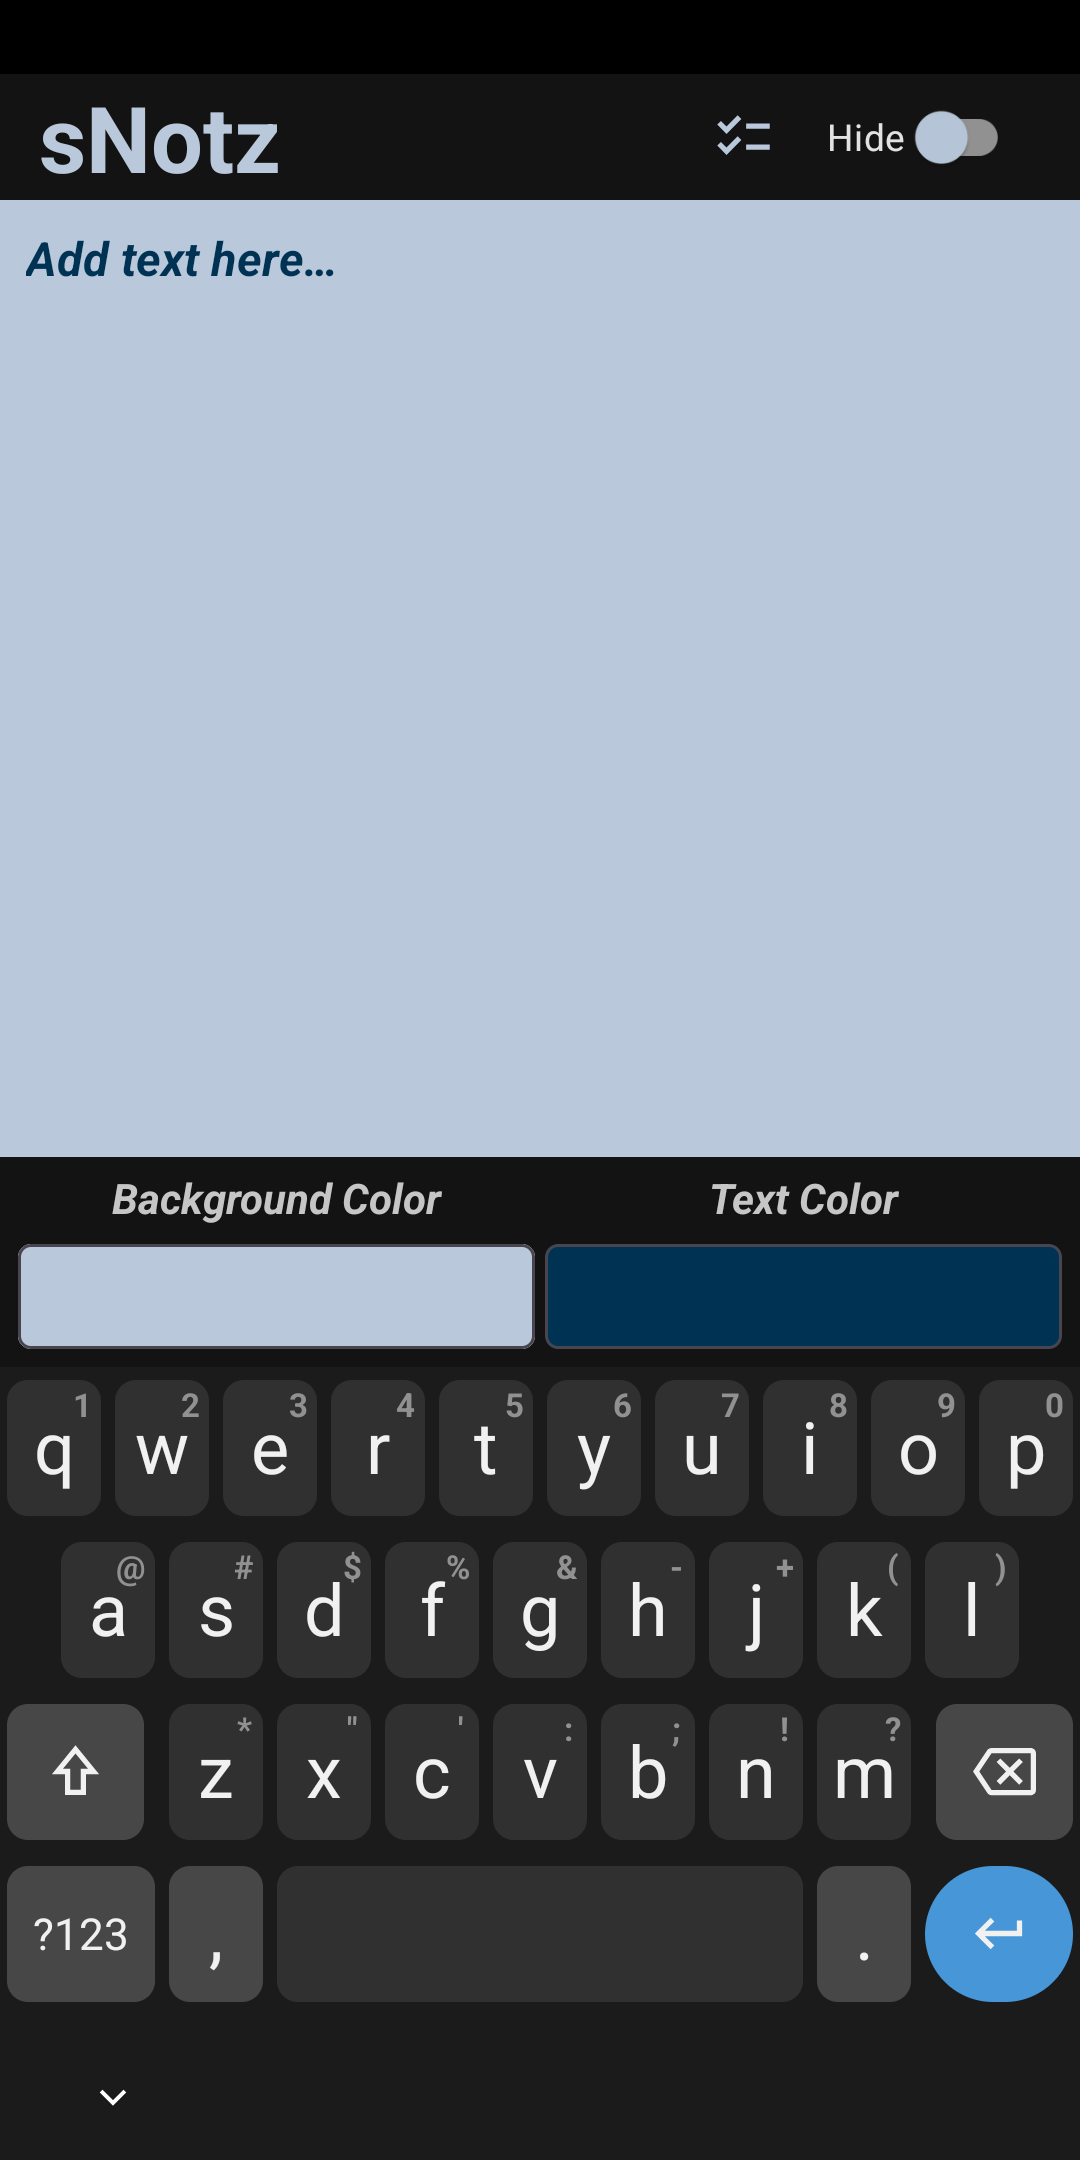 sNotz
Hide
Add text here...
Background Color
Text Color
1 2 3 4 5 6 7 8 9 0
q w e r t y u i o p
@ # $ % & - + ( )
a s d f g h j k l
* " ' : ; ! ?
z x c v b n m
?123 , .